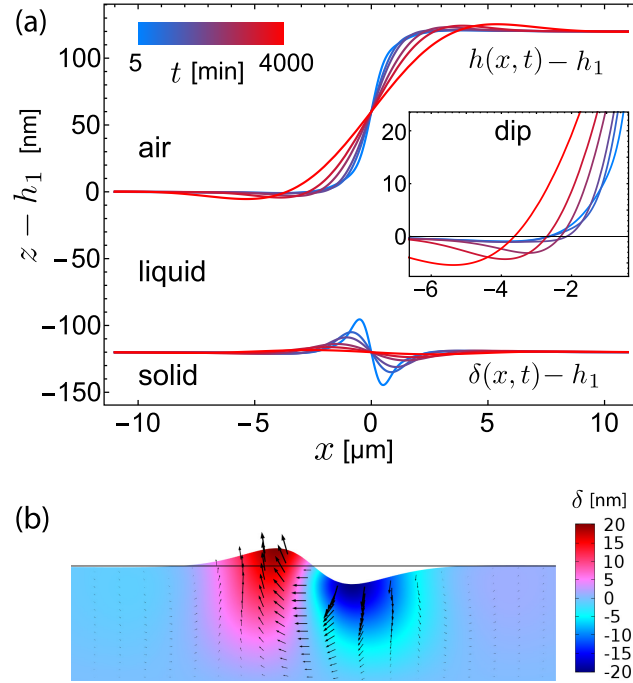 (a)
120
100
50
0
−50
−100
−150
z − h₁ [nm]
5 4000
t [min]
h(x, t) − h₁
air
liquid
solid
dip
20
10
0
−6 −4 −2
δ(x, t) − h₁
−10 −5 0 5 10
x [μm]
(b)
δ [nm]
20
15
10
5
0
-5
-10
-15
-20